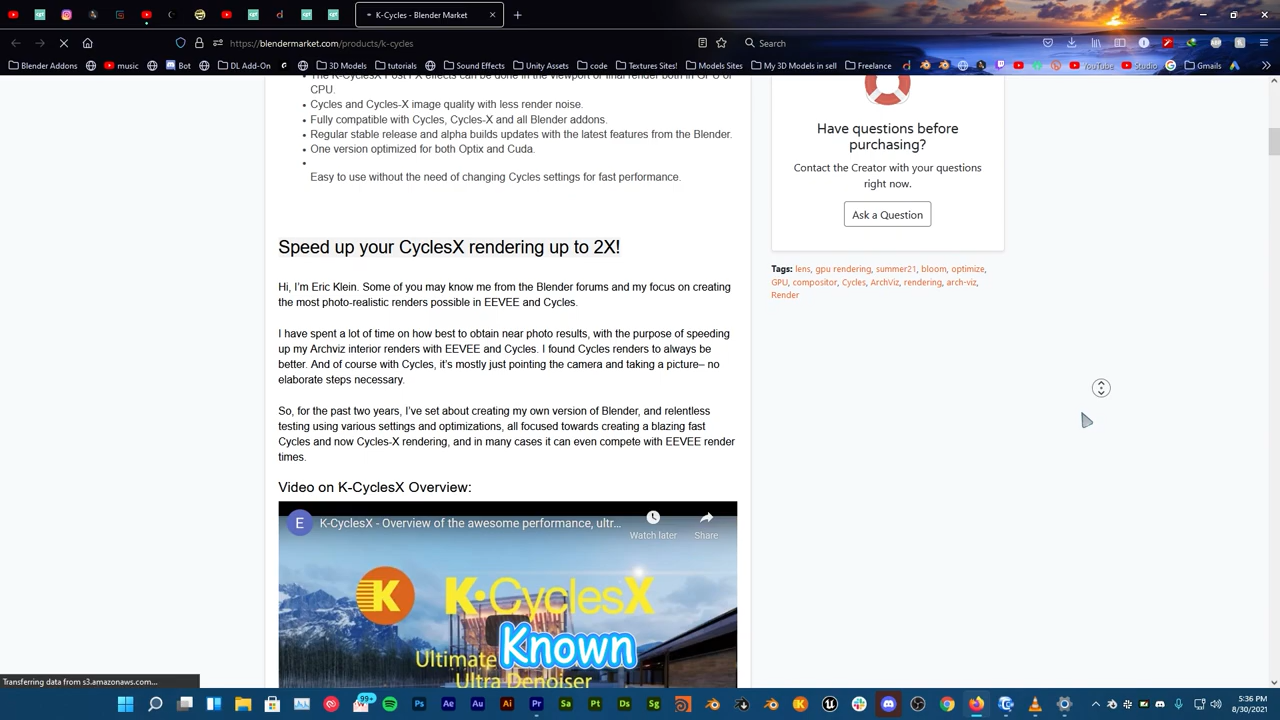 K-Cycles - Blender Market
https://blendermarket.com/products/k-cycles
Search
Blender Addons
music
Bot
DL Add-On
3D Models
tutorials
Sound Effects
Unity Assets
code
Textures Sites!
Models Sites
My 3D Models in sell
Freelance
YouTube
Studio
Gmails
CPU.
Cycles and Cycles-X image quality with less render noise.
Fully compatible with Cycles, Cycles-X and all Blender addons.
Regular stable release and alpha builds updates with the latest features from the Blender.
One version optimized for both Optix and Cuda.
Easy to use without the need of changing Cycles settings for fast performance.
Speed up your CyclesX rendering up to 2X!
Hi, I'm Eric Klein. Some of you may know me from the Blender forums and my focus on creating
the most photo-realistic renders possible in EEVEE and Cycles.
I have spent a lot of time on how best to obtain near photo results, with the purpose of speeding
up my Archviz interior renders with EEVEE and Cycles. I found Cycles renders to always be
better. And of course with Cycles, it's mostly just pointing the camera and taking a picture– no
elaborate steps necessary.
So, for the past two years, I've set about creating my own version of Blender, and relentless
testing using various settings and optimizations, all focused towards creating a blazing fast
Cycles and now Cycles-X rendering, and in many cases it can even compete with EEVEE render
times.
Video on K-CyclesX Overview:
E
K-CyclesX - Overview of the awesome performance, ultr...
Watch later
Share
K
K-CyclesX
Known
Ultimate
Ultra Denoiser
Have questions before
purchasing?
Contact the Creator with your questions
right now.
Ask a Question
Tags: lens, gpu rendering, summer21, bloom, optimize,
GPU, compositor, Cycles, ArchViz, rendering, arch-viz,
Render
Transferring data from s3.amazonaws.com...
99+
Ps
Ae
Au
Ai
Pr
Sa
Pt
Ds
Sg
5:36 PM
8/30/2021